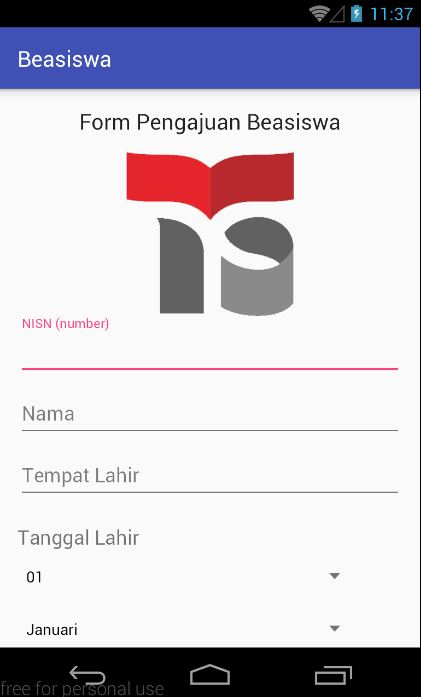 11:37
Beasiswa
Form Pengajuan Beasiswa
NISN (number)
Nama
Tempat Lahir
Tanggal Lahir
01
Januari
free for personal use